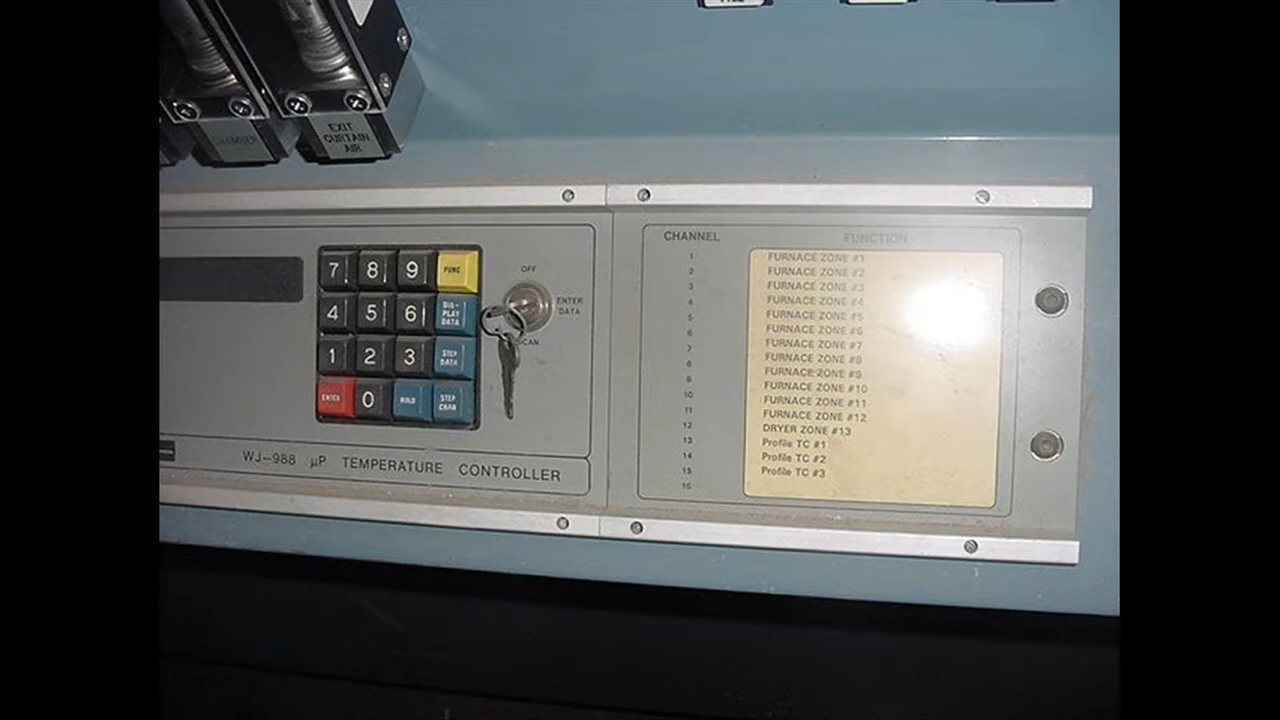 EXIT
CURTAIN
AIR
CHANNEL FUNCTION
1 FURNACE ZONE #1
2 FURNACE ZONE #2
3 FURNACE ZONE #3
4 FURNACE ZONE #4
5 FURNACE ZONE #5
6 FURNACE ZONE #6
7 FURNACE ZONE #7
8 FURNACE ZONE #8
9 FURNACE ZONE #9
10 FURNACE ZONE #10
11 FURNACE ZONE #11
12 FURNACE ZONE #12
13 DRYER ZONE #13
14 Profile TC #1
15 Profile TC #2
16 Profile TC #3
7 8 9 FUNC
4 5 6 DIS-
PLAY
DATA
1 2 3 STEP
DATA
ENTER 0 HOLD STEP
CHAN
OFF
ENTER
DATA
SCAN
WJ-988 µP TEMPERATURE CONTROLLER